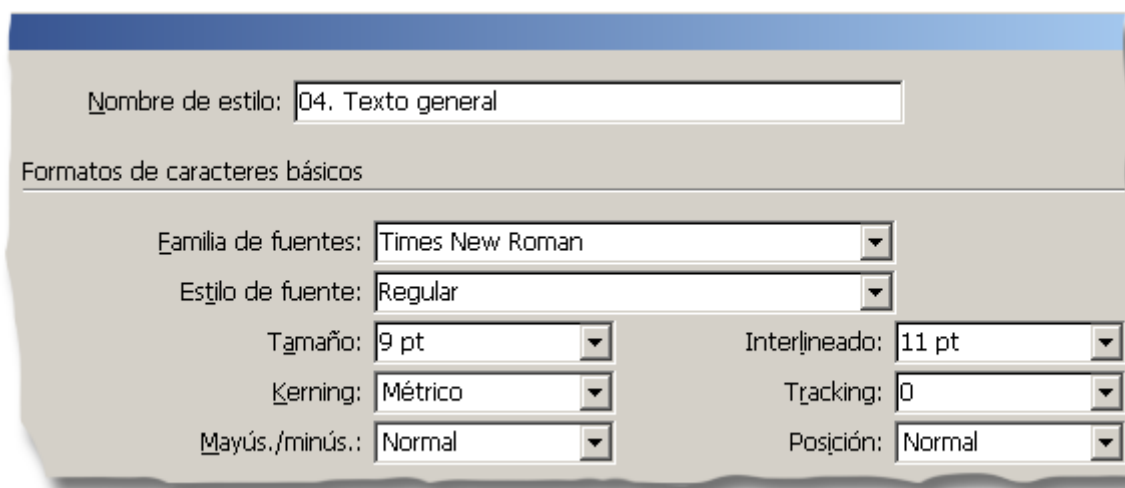 Nombre de estilo: 04. Texto general
Formatos de caracteres básicos
Familia de fuentes: Times New Roman
Estilo de fuente: Regular
Tamaño: 9 pt Interlineado: 11 pt
Kerning: Métrico Tracking: 0
Mayús./minús.: Normal Posición: Normal